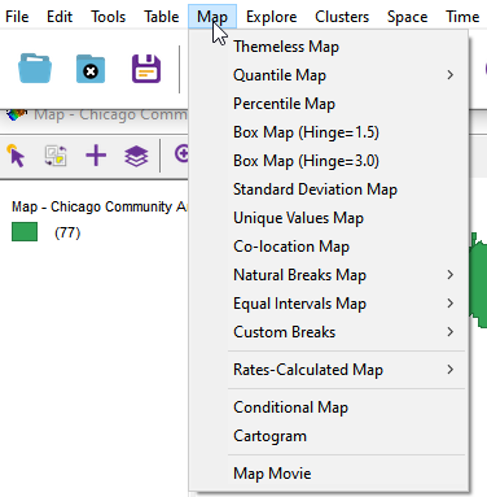 File Edit Tools Table Map Explore Clusters Space Time
Themeless Map
Quantile Map
Percentile Map
Map - Chicago Comm
Box Map (Hinge=1.5)
Box Map (Hinge=3.0)
Standard Deviation Map
Map - Chicago Community A
Unique Values Map
(77)
Co-location Map
Natural Breaks Map
Equal Intervals Map
Custom Breaks
Rates-Calculated Map
Conditional Map
Cartogram
Map Movie